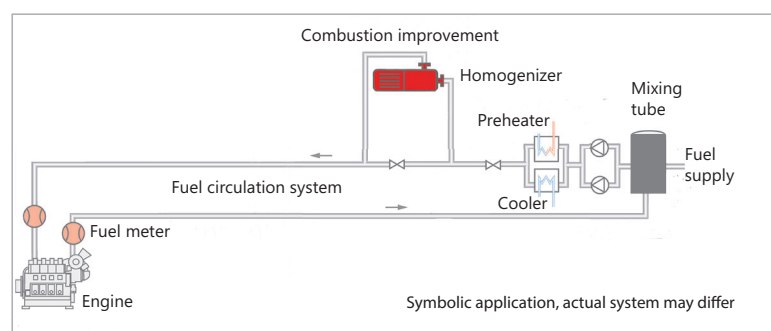 Combustion improvement
Homogenizer
Mixing
tube
Preheater
Fuel
supply
Fuel circulation system
Cooler
Fuel meter
Engine
Symbolic application, actual system may differ